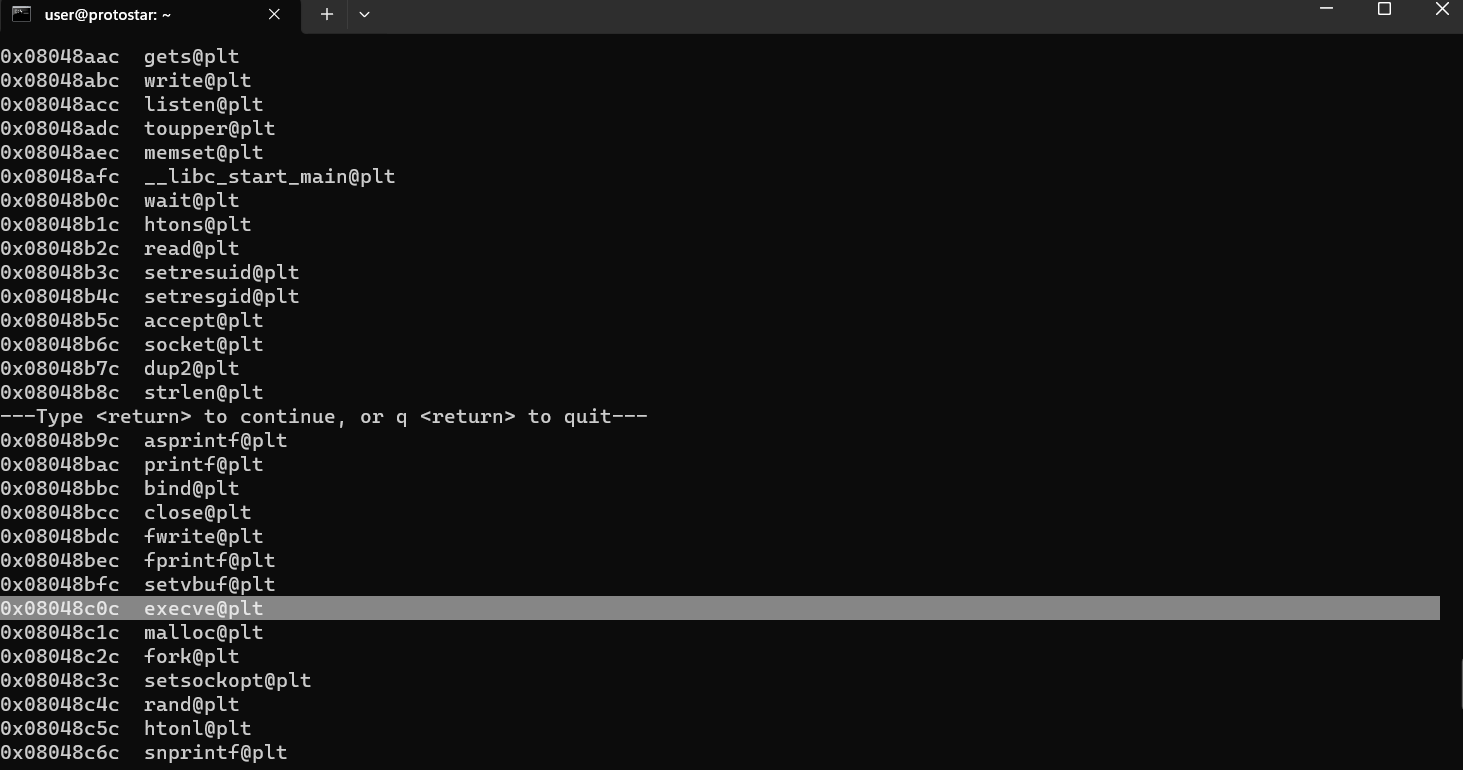 user@protostar: ~
0x08048aac  gets@plt
0x08048abc  write@plt
0x08048acc  listen@plt
0x08048adc  toupper@plt
0x08048aec  memset@plt
0x08048afc  __libc_start_main@plt
0x08048b0c  wait@plt
0x08048b1c  htons@plt
0x08048b2c  read@plt
0x08048b3c  setresuid@plt
0x08048b4c  setresgid@plt
0x08048b5c  accept@plt
0x08048b6c  socket@plt
0x08048b7c  dup2@plt
0x08048b8c  strlen@plt
---Type <return> to continue, or q <return> to quit---
0x08048b9c  asprintf@plt
0x08048bac  printf@plt
0x08048bbc  bind@plt
0x08048bcc  close@plt
0x08048bdc  fwrite@plt
0x08048bec  fprintf@plt
0x08048bfc  setvbuf@plt
0x08048c0c  execve@plt
0x08048c1c  malloc@plt
0x08048c2c  fork@plt
0x08048c3c  setsockopt@plt
0x08048c4c  rand@plt
0x08048c5c  htonl@plt
0x08048c6c  snprintf@plt